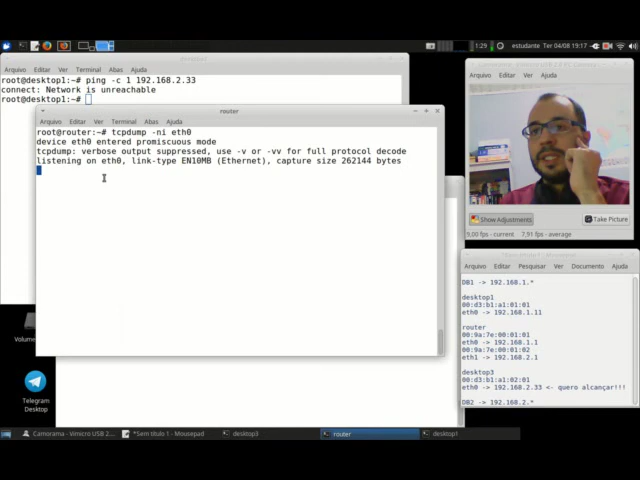 1:29 estudante Ter 04/08 19:17
desktop1
Arquivo Editar Ver Terminal Abas Ajuda
root@desktop1:~# ping -c 1 192.168.2.33
connect: Network is unreachable
root@desktop1:~#
router
Arquivo Editar Ver Terminal Abas Ajuda
root@router:~# tcpdump -ni eth0
device eth0 entered promiscuous mode
tcpdump: verbose output suppressed, use -v or -vv for full protocol decode
listening on eth0, link-type EN10MB (Ethernet), capture size 262144 bytes
Arquivo Editar Ver Ajuda
Show Adjustments Take Picture
9,00 fps - current 7,91 fps - average
Arquivo Editar Pesquisar Ver Documento Ajuda
DB1 -> 192.168.1.*
desktop1
00:d3:b1:a1:01:01
eth0 -> 192.168.1.11
router
00:9a:7e:00:01:01
eth0 -> 192.168.1.1
00:9a:7e:00:01:02
eth1 -> 192.168.2.1
desktop3
00:d3:b1:a1:02:01
eth0 -> 192.168.2.33 <- quero alcançar!!!
DB2 -> 192.168.2.*
Volume
Telegram
Desktop
Camorama - Vimicro USB 2... *Sem título 1 - Mousepad desktop3 router desktop1